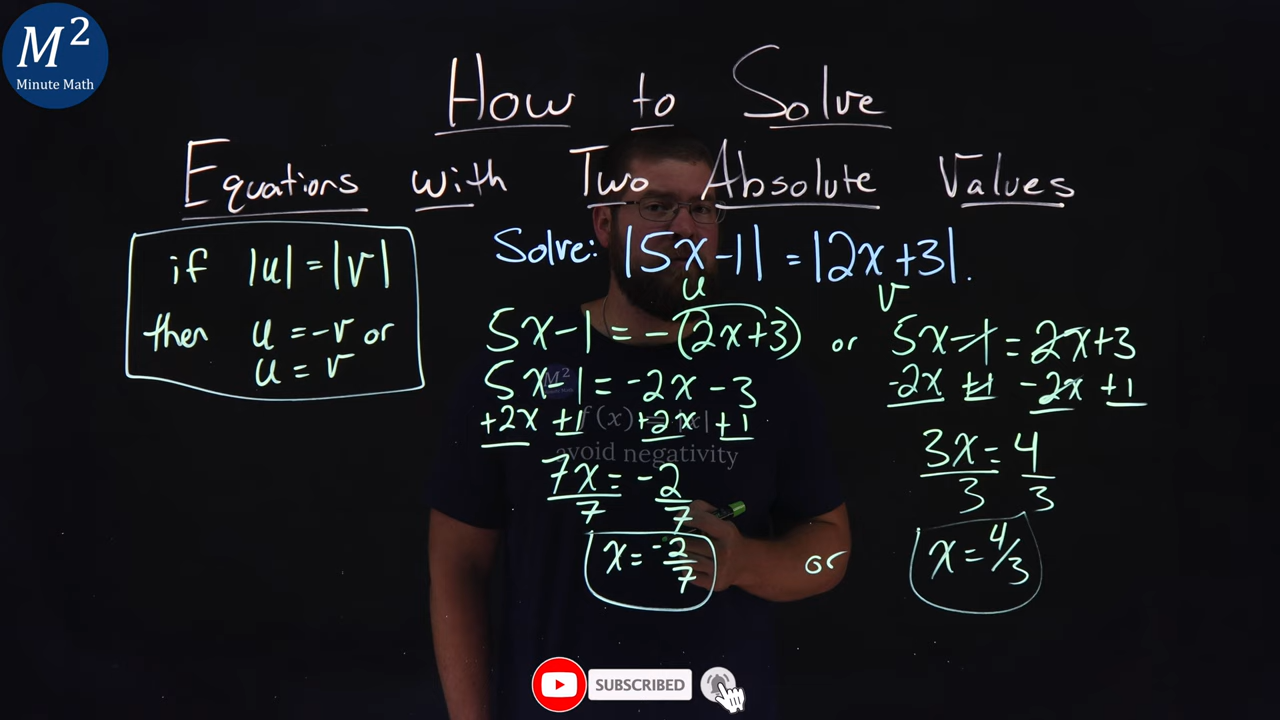 M²
Minute Math
How to Solve
Equations with Two Absolute Values
if |u| = |v|
then u = -v or
u = v
Solve: |5x-1| = |2x+3|.
u v
5x-1 = -(2x+3) or 5x-1 = 2x+3
5x-1 = -2x-3 -2x +1 -2x +1
+2x +1 +2x +1
f(x) = |x|
avoid negativity
7x = -2 3x = 4
7 7 3 3
x = -2/7 or x = 4/3
SUBSCRIBED